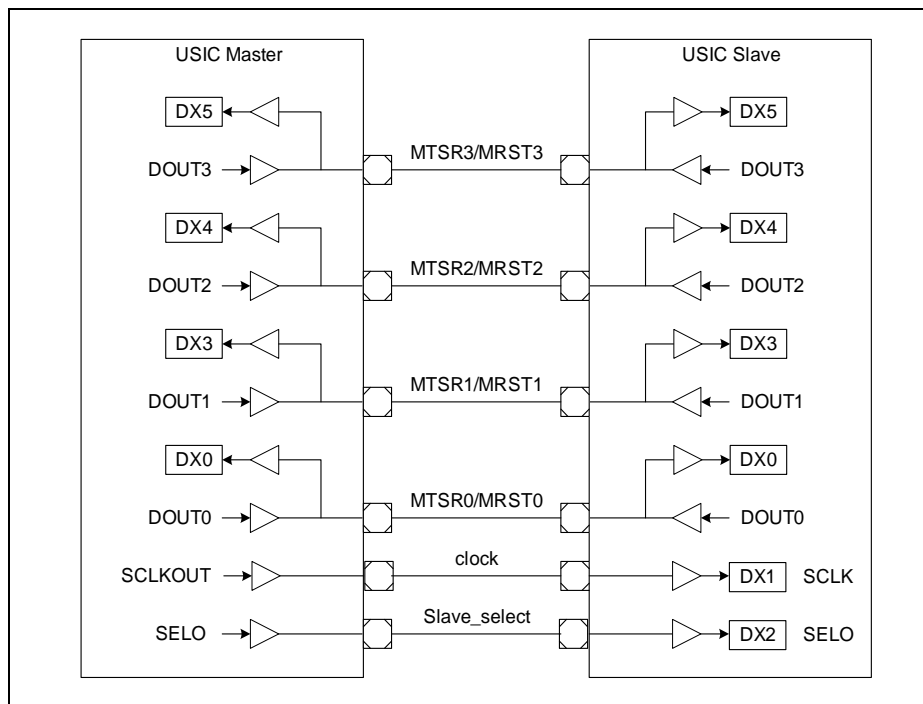 USIC Master
USIC Slave
DX5
DX5
MTSR3/MRST3
DOUT3
DOUT3
DX4
DX4
MTSR2/MRST2
DOUT2
DOUT2
DX3
DX3
MTSR1/MRST1
DOUT1
DOUT1
DX0
DX0
MTSR0/MRST0
DOUT0
DOUT0
clock
SCLKOUT
DX1
SCLK
Slave_select
SELO
DX2
SELO